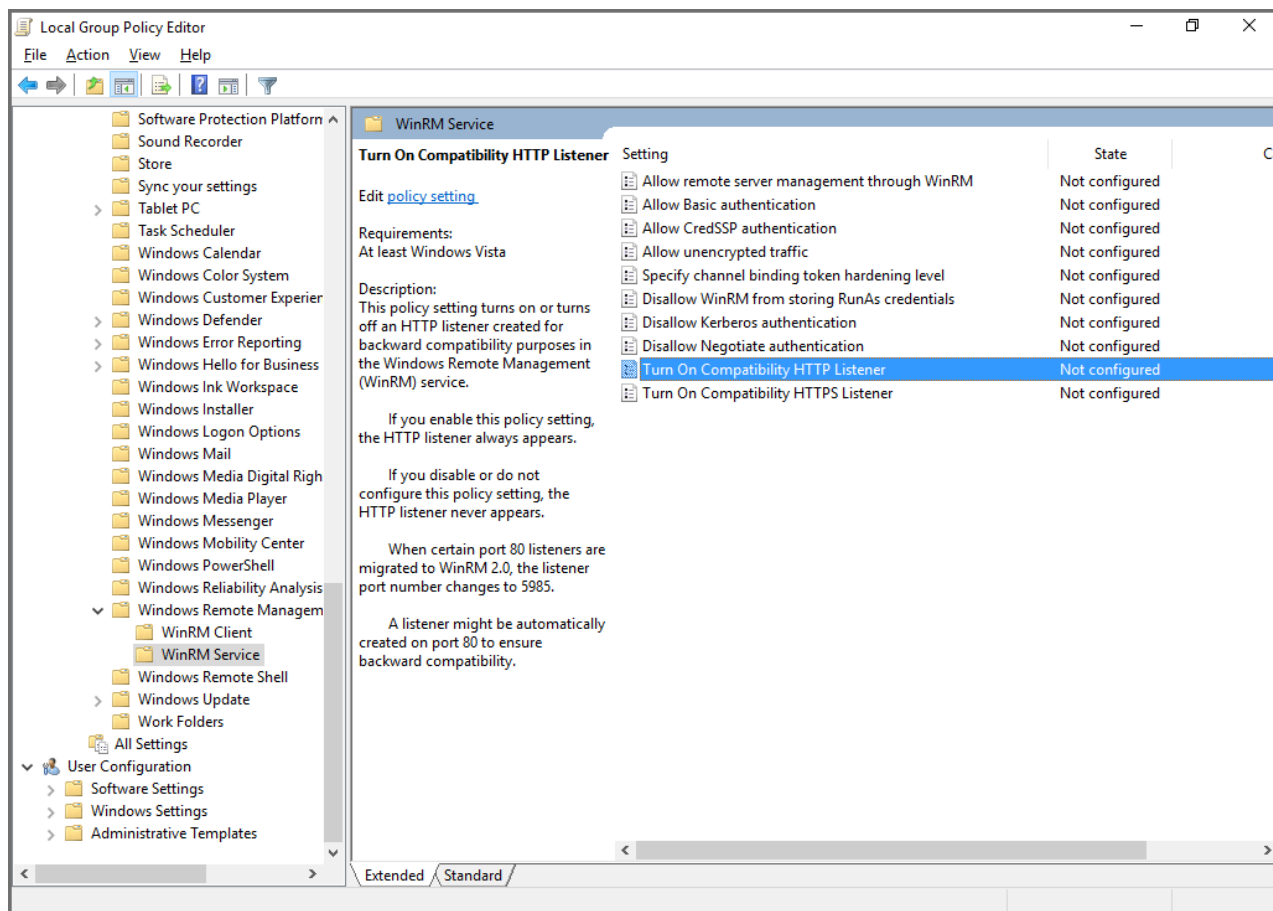 Local Group Policy Editor
File Action View Help
Software Protection Platform
Sound Recorder
Store
Sync your settings
Tablet PC
Task Scheduler
Windows Calendar
Windows Color System
Windows Customer Experier
Windows Defender
Windows Error Reporting
Windows Hello for Business
Windows Ink Workspace
Windows Installer
Windows Logon Options
Windows Mail
Windows Media Digital Righ
Windows Media Player
Windows Messenger
Windows Mobility Center
Windows PowerShell
Windows Reliability Analysis
Windows Remote Managem
WinRM Client
WinRM Service
Windows Remote Shell
Windows Update
Work Folders
All Settings
User Configuration
Software Settings
Windows Settings
Administrative Templates
WinRM Service
Turn On Compatibility HTTP Listener
Edit policy setting
Requirements:
At least Windows Vista
Description:
This policy setting turns on or turns
off an HTTP listener created for
backward compatibility purposes in
the Windows Remote Management
(WinRM) service.
If you enable this policy setting,
the HTTP listener always appears.
If you disable or do not
configure this policy setting, the
HTTP listener never appears.
When certain port 80 listeners are
migrated to WinRM 2.0, the listener
port number changes to 5985.
A listener might be automatically
created on port 80 to ensure
backward compatibility.
Setting State C
Allow remote server management through WinRM Not configured
Allow Basic authentication Not configured
Allow CredSSP authentication Not configured
Allow unencrypted traffic Not configured
Specify channel binding token hardening level Not configured
Disallow WinRM from storing RunAs credentials Not configured
Disallow Kerberos authentication Not configured
Disallow Negotiate authentication Not configured
Turn On Compatibility HTTP Listener Not configured
Turn On Compatibility HTTPS Listener Not configured
Extended Standard